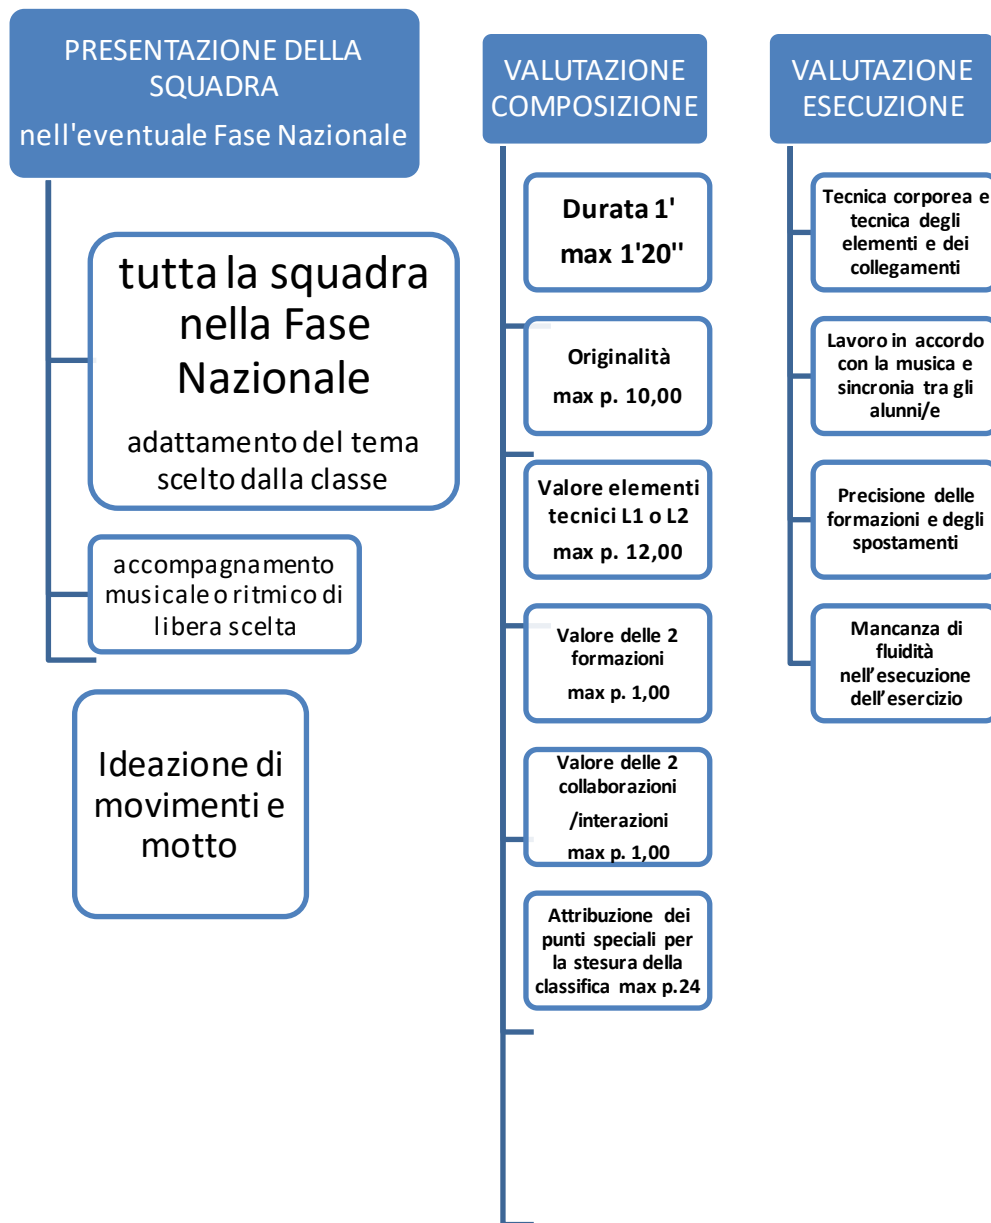 PRESENTAZIONE DELLA
SQUADRA
nell'eventuale Fase Nazionale
tutta la squadra
nella Fase
Nazionale
adattamento del tema
scelto dalla classe
accompagnamento
musicale o ritmico di
libera scelta
Ideazione di
movimenti e
motto
VALUTAZIONE
COMPOSIZIONE
Durata 1'
max 1'20''
Originalità
max p. 10,00
Valore elementi
tecnici L1 o L2
max p. 12,00
Valore delle 2
formazioni
max p. 1,00
Valore delle 2
collaborazioni
/interazioni
max p. 1,00
Attribuzione dei
punti speciali per
la stesura della
classifica max p.24
VALUTAZIONE
ESECUZIONE
Tecnica corporea e
tecnica degli
elementi e dei
collegamenti
Lavoro in accordo
con la musica e
sincronia tra gli
alunni/e
Precisione delle
formazioni e degli
spostamenti
Mancanza di
fluidità
nell'esecuzione
dell'esercizio